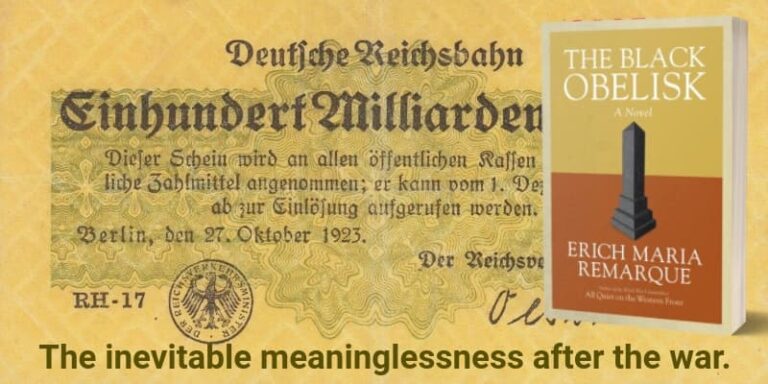 Deutſche Reichsbahn
Einhundert Milliarden
Dieſer Schein wird an allen öffentlichen Kaſſen
liche Zahlmittel angenommen; er kann vom 1. Dez
ab zur Einlöſung aufgerufen werden.
Berlin, den 27. Oktober 1923.
Der Reichsve
RH-17
DER REICHSVERKEHRSMINISTER
THE BLACK
OBELISK
A Novel
ERICH MARIA
REMARQUE
All Quiet on the Western Front
The inevitable meaninglessness after the war.